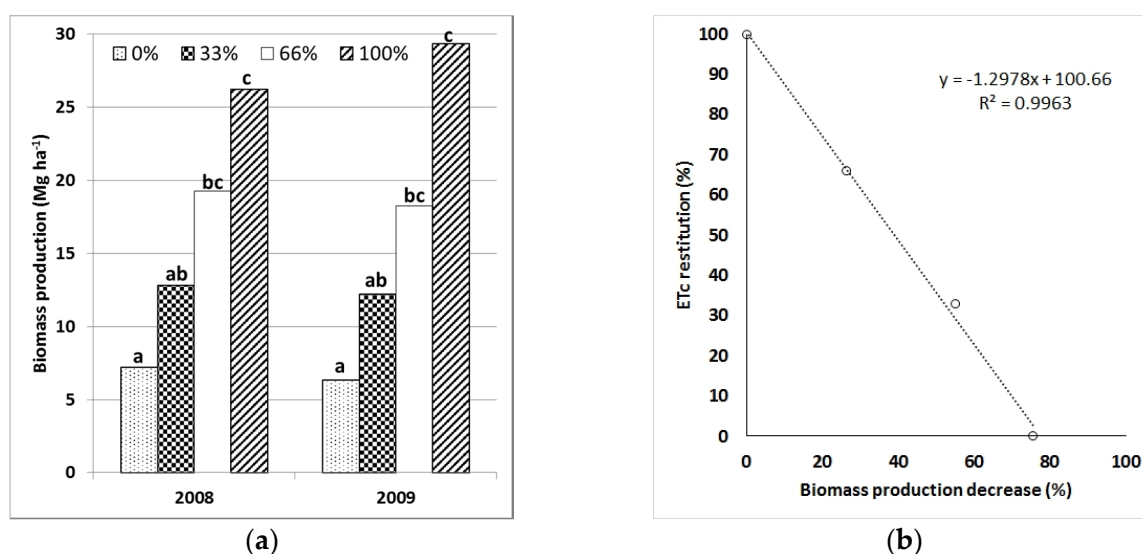 Biomass production (Mg ha⁻¹)
30
25
20
15
10
5
0
0% 33% 66% 100%
a
ab
bc
c
a
ab
bc
c
2008 2009
(a)
ETc restitution (%)
100
90
80
70
60
50
40
30
20
10
0
y = -1.2978x + 100.66
R² = 0.9963
0 20 40 60 80 100
Biomass production decrease (%)
(b)